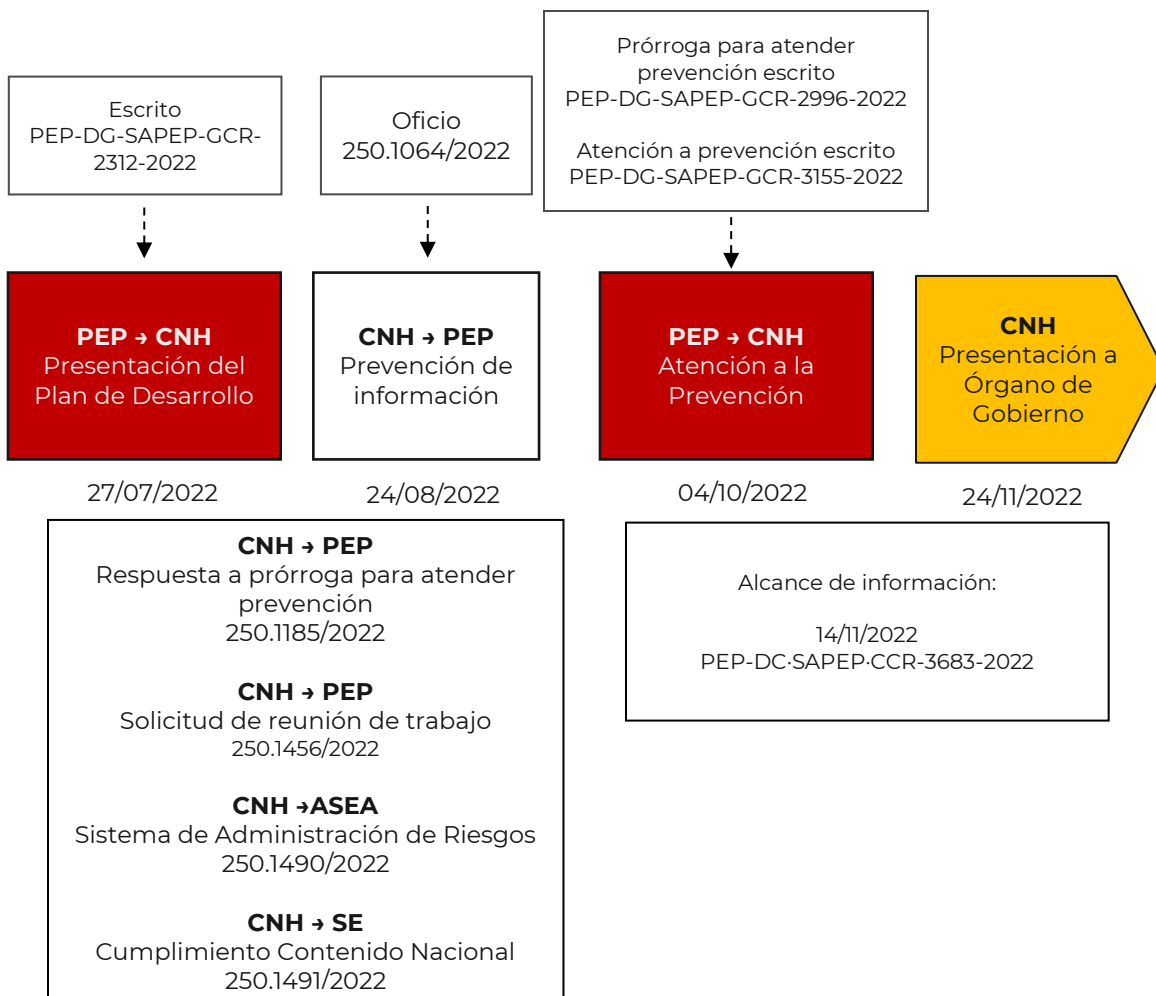 Escrito
PEP-DG-SAPEP-GCR-
2312-2022
Oficio
250.1064/2022
Prórroga para atender
prevención escrito
PEP-DG-SAPEP-GCR-2996-2022
Atención a prevención escrito
PEP-DG-SAPEP-GCR-3155-2022
PEP → CNH
Presentación del
Plan de Desarrollo
CNH → PEP
Prevención de
información
PEP → CNH
Atención a la
Prevención
CNH
Presentación a
Órgano de
Gobierno
27/07/2022
24/08/2022
04/10/2022
24/11/2022
CNH → PEP
Respuesta a prórroga para atender
prevención
250.1185/2022
CNH → PEP
Solicitud de reunión de trabajo
250.1456/2022
CNH →ASEA
Sistema de Administración de Riesgos
250.1490/2022
CNH → SE
Cumplimiento Contenido Nacional
250.1491/2022
Alcance de información:
14/11/2022
PEP-DC·SAPEP·CCR-3683-2022